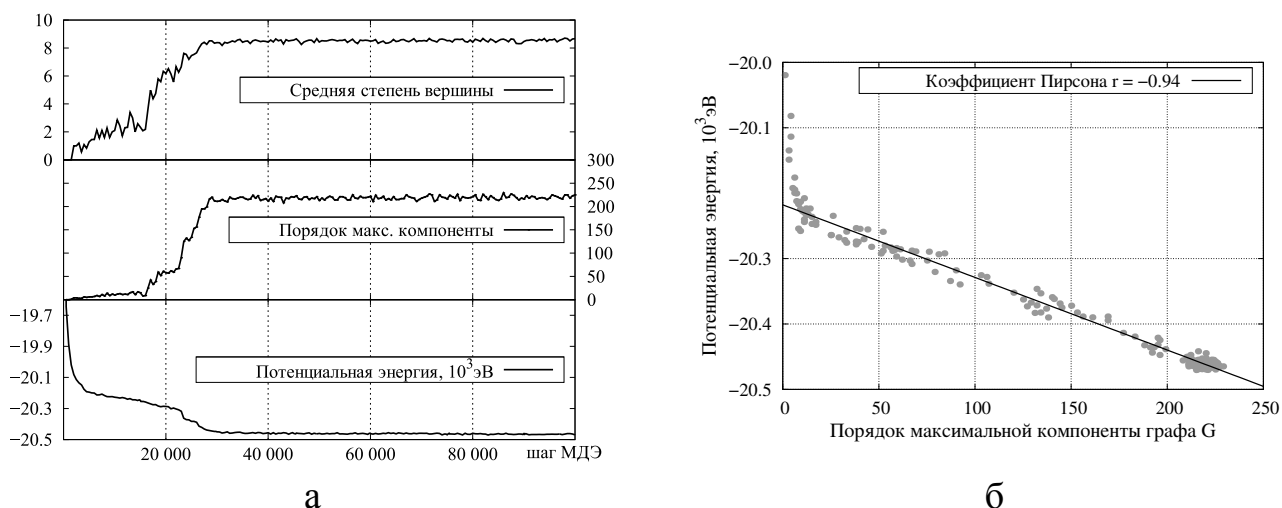 10
8
6
4
2
0
Средняя степень вершины
300
250
200
150
100
50
0
Порядок макс. компоненты
−19.7
−19.9
−20.1
−20.3
−20.5
Потенциальная энергия, 10³эВ
20 000 40 000 60 000 80 000 шаг МДЭ
а
Потенциальная энергия, 10³эВ
−20.0
−20.1
−20.3
−20.4
−20.5
Коэффициент Пирсона r = −0.94
0 50 100 150 200 250
Порядок максимальной компоненты графа G
б